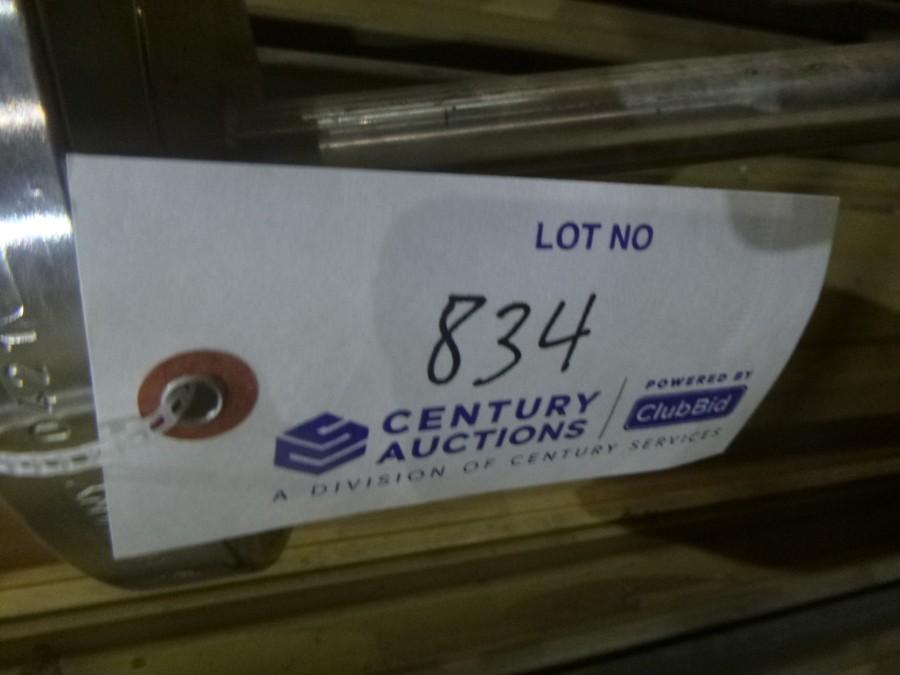 LOT NO
834
CENTURY
AUCTIONS
POWERED BY
ClubBid
A DIVISION OF CENTURY SERVICES